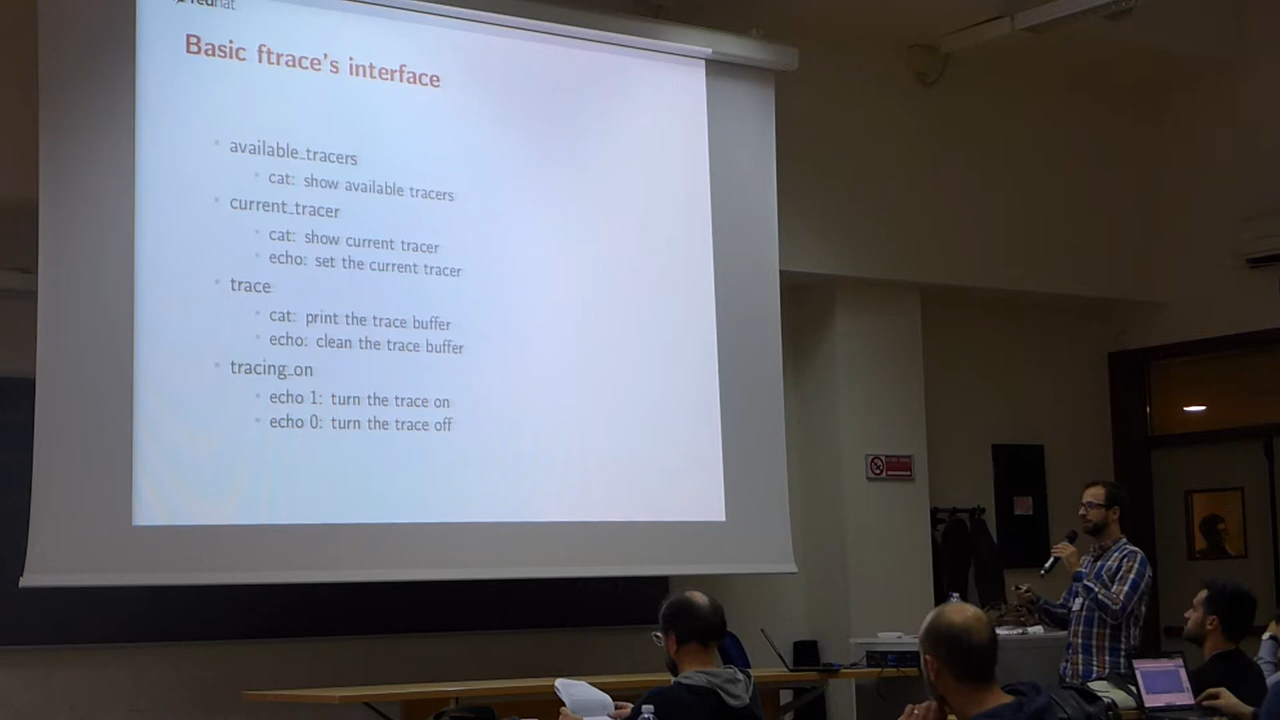 redhat
Basic ftrace's interface
available_tracers
cat: show available tracers
current_tracer
cat: show current tracer
echo: set the current tracer
trace
cat: print the trace buffer
echo: clean the trace buffer
tracing_on
echo 1: turn the trace on
echo 0: turn the trace off